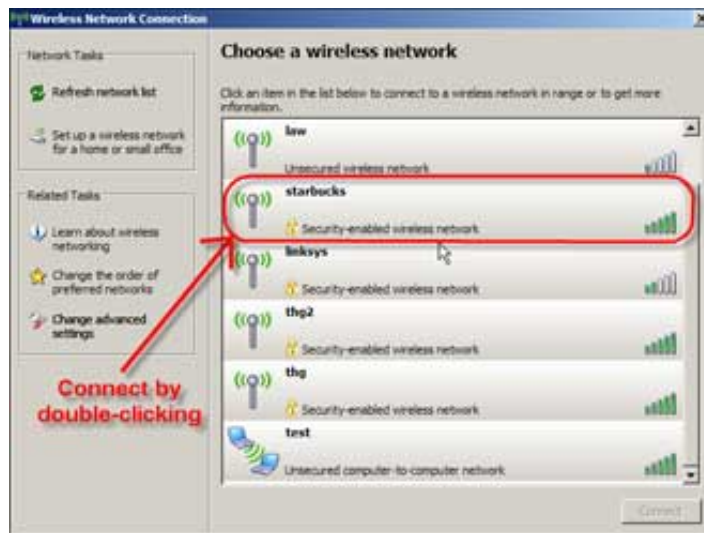 Wireless Network Connection
Network Tasks
Refresh network list
Set up a wireless network
for a home or small office
Related Tasks
Learn about wireless
networking
Change the order of
preferred networks
Change advanced
settings
Connect by
double-clicking
Choose a wireless network
Click an item in the list below to connect to a wireless network in range or to get more
information.
law
Unsecured wireless network
starbucks
Security-enabled wireless network
linksys
Security-enabled wireless network
thg2
Security-enabled wireless network
thg
Security-enabled wireless network
test
Unsecured computer-to-computer network
Connect